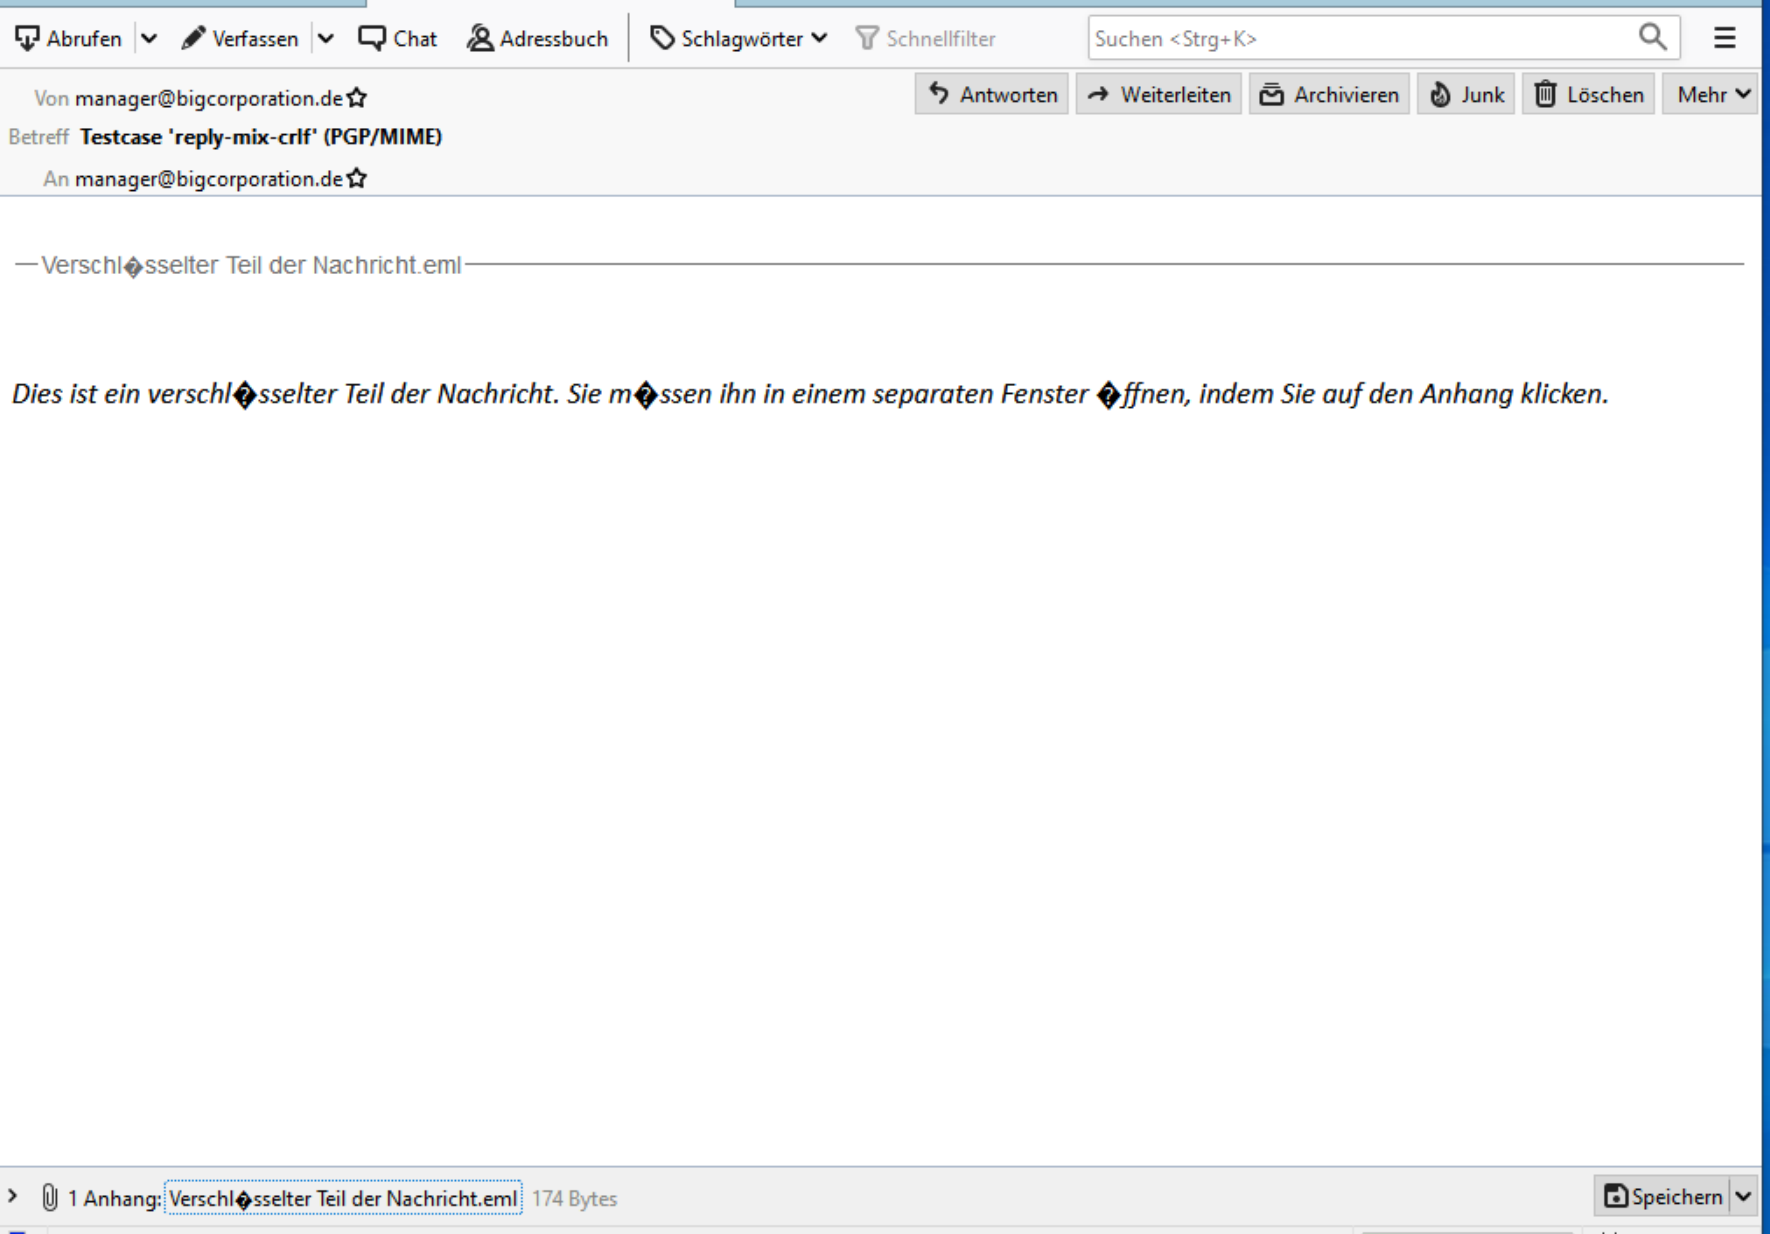 Abrufen Verfassen Chat Adressbuch Schlagwörter Schnellfilter Suchen <Strg+K>
Von manager@bigcorporation.de Antworten Weiterleiten Archivieren Junk Löschen Mehr
Betreff Testcase 'reply-mix-crlf' (PGP/MIME)
An manager@bigcorporation.de
Verschl�sselter Teil der Nachricht.eml
Dies ist ein verschl�sselter Teil der Nachricht. Sie m�ssen ihn in einem separaten Fenster �ffnen, indem Sie auf den Anhang klicken.
1 Anhang: Verschl�sselter Teil der Nachricht.eml 174 Bytes Speichern